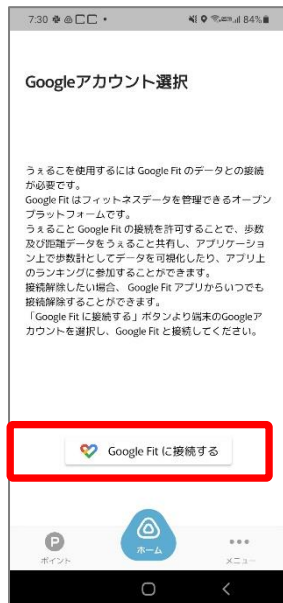 7:30
84%
Googleアカウント選択
うぇるこを使用するには Google Fit のデータとの接続
が必要です。
Google Fit はフィットネスデータを管理できるオープン
プラットフォームです。
うぇること Google Fit の接続を許可することで、歩数
及び距離データをうぇること共有し、アプリケーショ
ン上で歩数計としてデータを可視化したり、アプリ上
のランキングに参加することができます。
接続解除したい場合、Google Fit アプリからいつでも
接続解除することができます。
「Google Fit に接続する」ボタンより端末のGoogleア
カウントを選択し、Google Fit と接続してください。
Google Fit に接続する
P
ポイント
ホーム
メニュー